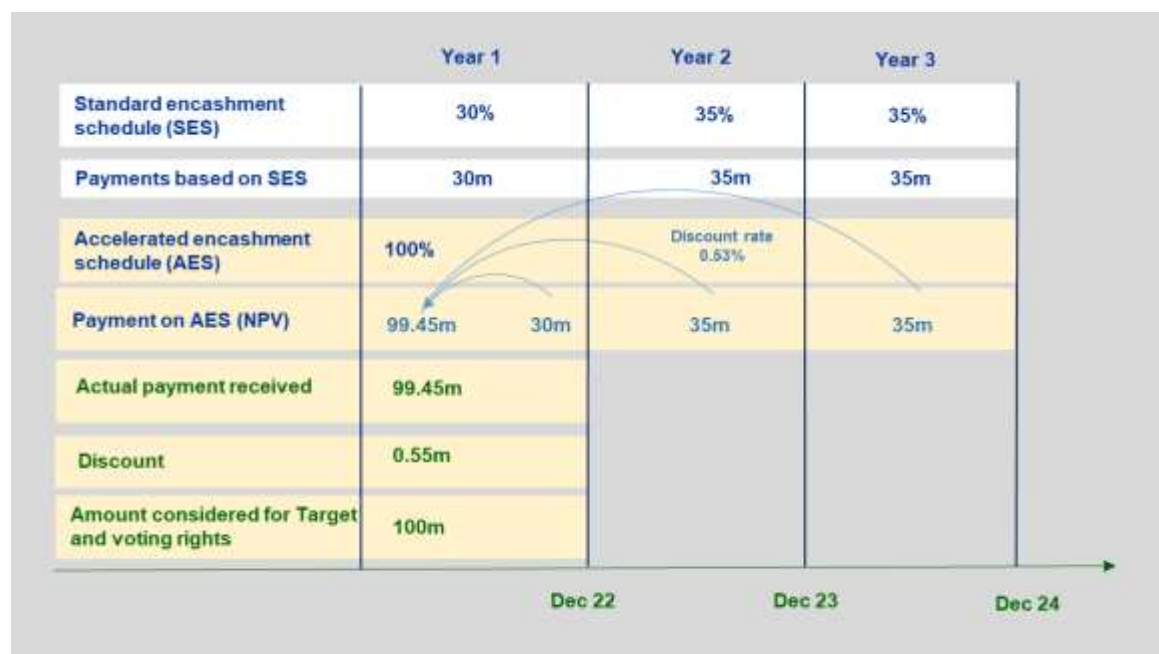 Year 1 Year 2 Year 3
Standard encashment
schedule (SES)
30% 35% 35%
Payments based on SES 30m 35m 35m
Accelerated encashment
schedule (AES)
100%
Discount rate
0.53%
Payment on AES (NPV) 99.45m 30m 35m 35m
Actual payment received 99.45m
Discount 0.55m
Amount considered for Target
and voting rights
100m
Dec 22 Dec 23 Dec 24